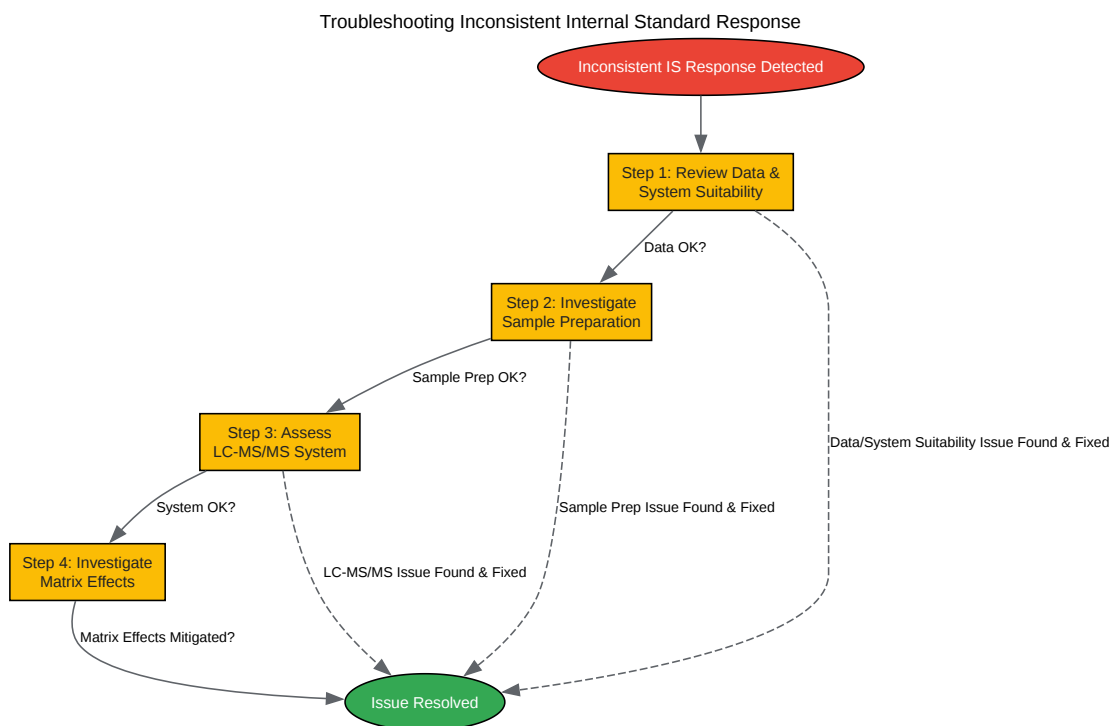 Troubleshooting Inconsistent Internal Standard Response
Inconsistent IS Response Detected
Step 1: Review Data &
System Suitability
Data OK?
Step 2: Investigate
Sample Preparation
Sample Prep OK?
Step 3: Assess
LC-MS/MS System
Data/System Suitability Issue Found & Fixed
System OK?
Sample Prep Issue Found & Fixed
Step 4: Investigate
Matrix Effects
LC-MS/MS Issue Found & Fixed
Matrix Effects Mitigated?
Issue Resolved